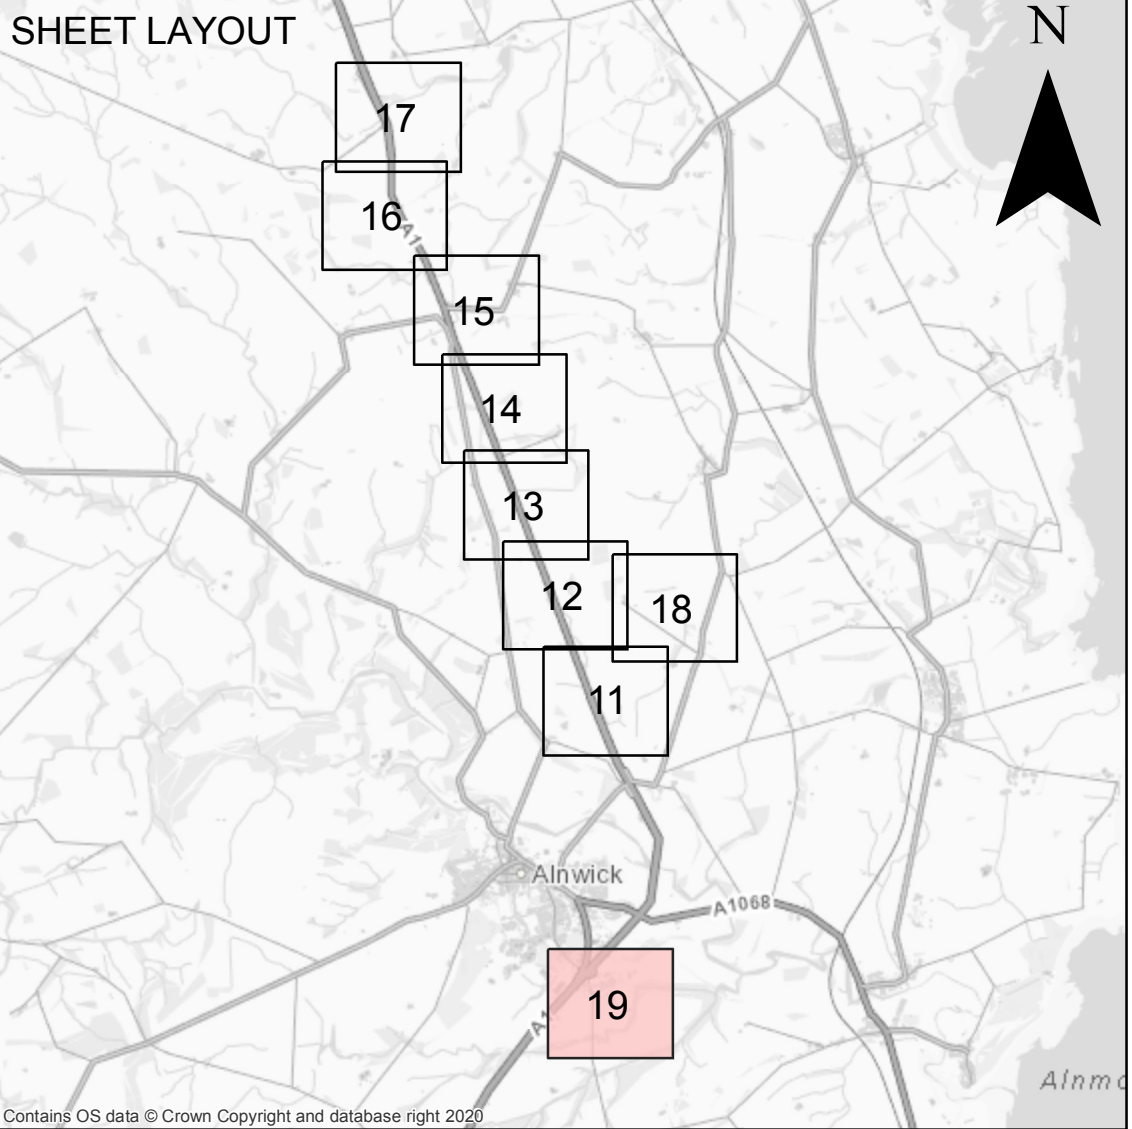 SHEET LAYOUT
N
17
16
A1
15
14
13
12
18
11
Alnwick
A1068
19
A1
Alnmo
Contains OS data © Crown Copyright and database right 2020